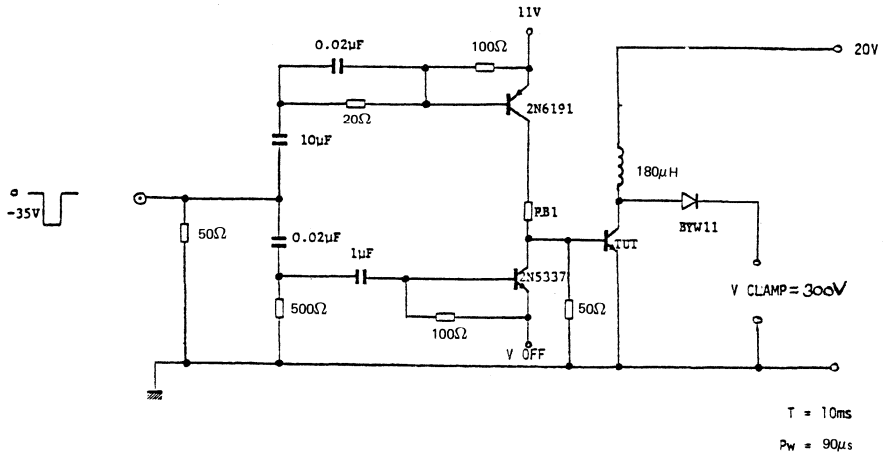 11V
0.02µF
100Ω
20V
20Ω
2N6191
10µF
180µH
-35V
RB1
BYW11
50Ω
0.02µF
1µF
TUT
2N5337
V CLAMP = 300V
500Ω
100Ω
50Ω
V OFF
T = 10ms
Pw = 90µs